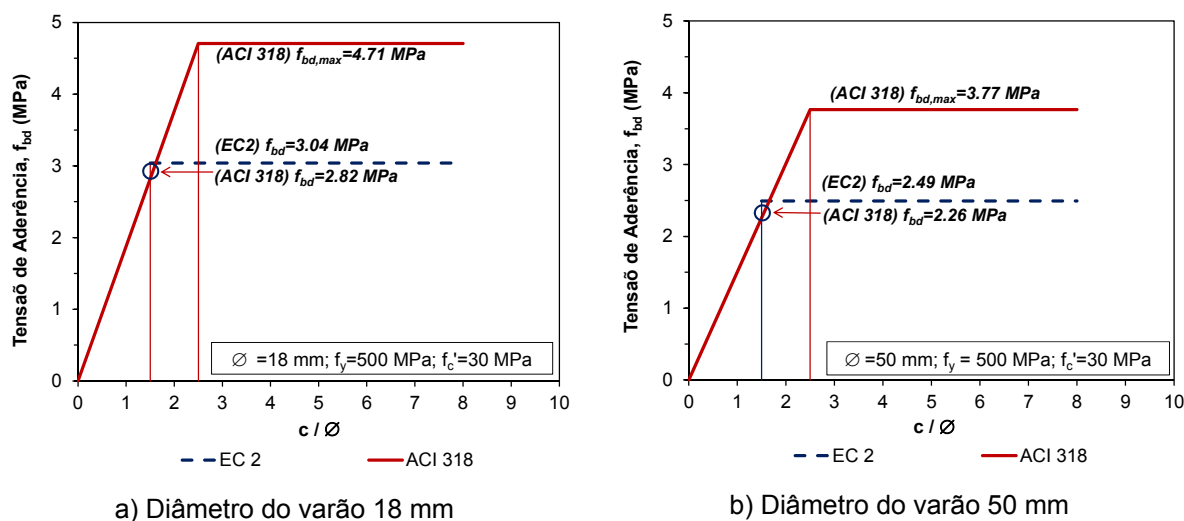 Tensaõ de Aderência, f_bd (MPa)
5
4
3
2
1
0
(ACI 318) f_bd,max=4.71 MPa
(EC2) f_bd=3.04 MPa
(ACI 318) f_bd=2.82 MPa
∅ =18 mm; f_y=500 MPa; f_c'=30 MPa
0 1 2 3 4 5 6 7 8 9 10
c / ∅
EC 2 ACI 318
a) Diâmetro do varão 18 mm
Tensaõ de Aderência, f_bd (MPa)
5
4
3
2
1
0
(ACI 318) f_bd,max=3.77 MPa
(EC2) f_bd=2.49 MPa
(ACI 318) f_bd=2.26 MPa
∅ =50 mm; f_y = 500 MPa; f_c'=30 MPa
0 1 2 3 4 5 6 7 8 9 10
c / ∅
EC 2 ACI 318
b) Diâmetro do varão 50 mm